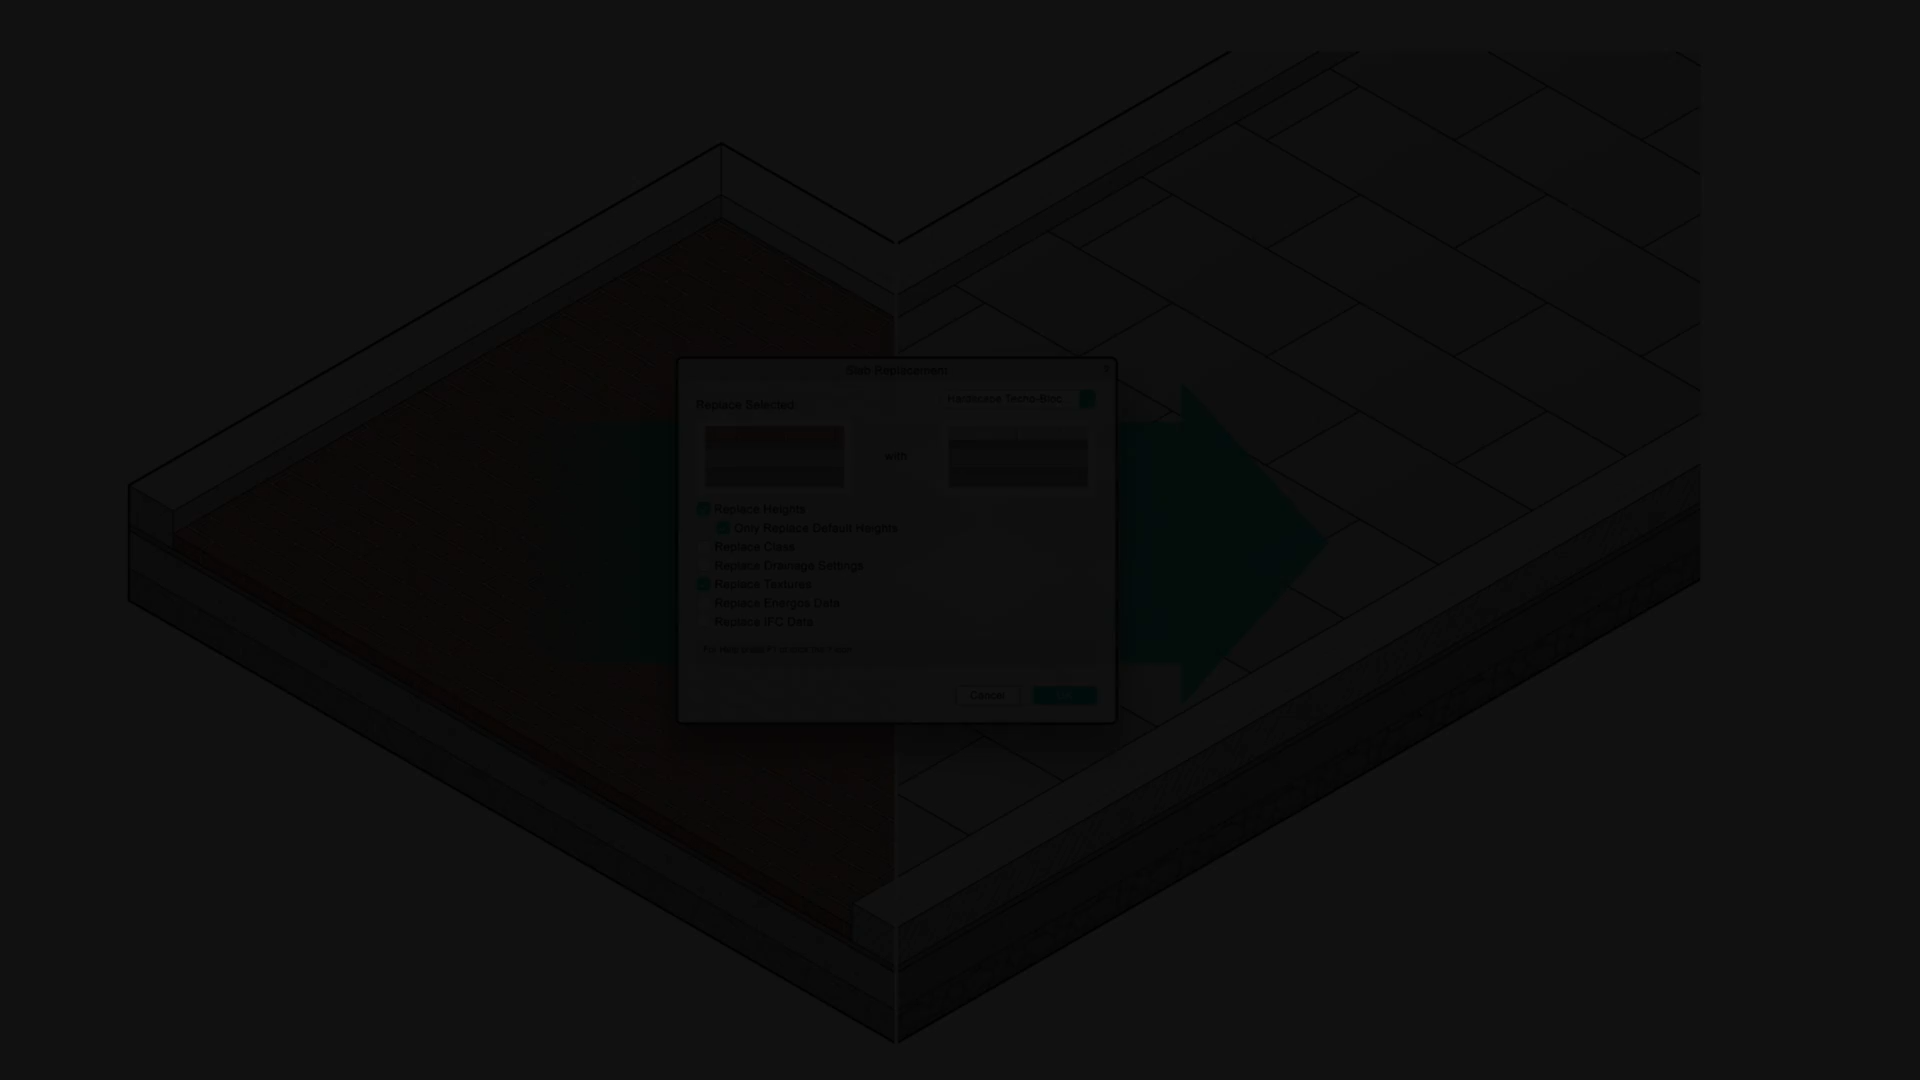 Slab Replacement
Replace Selected
Hardscape Techo-Bloc...
with
Replace Heights
Only Replace Default Heights
Replace Class
Replace Drainage Settings
Replace Textures
Replace Energos Data
Replace IFC Data
Cancel
OK